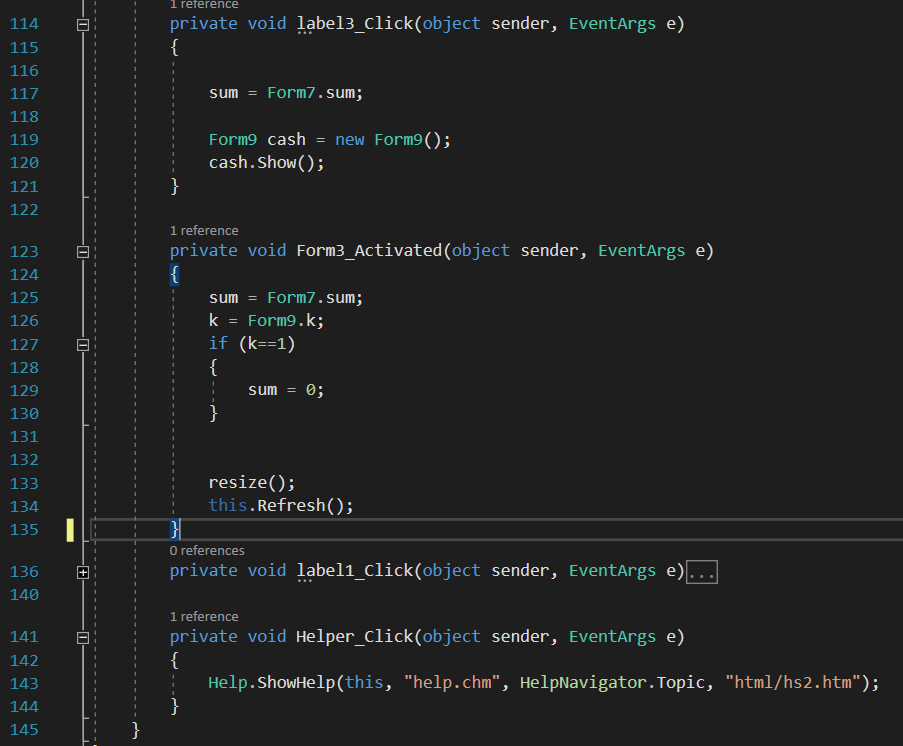 1 reference
114 private void label3_Click(object sender, EventArgs e)
115 {
116
117 sum = Form7.sum;
118
119 Form9 cash = new Form9();
120 cash.Show();
121 }
122
1 reference
123 private void Form3_Activated(object sender, EventArgs e)
124 {
125 sum = Form7.sum;
126 k = Form9.k;
127 if (k==1)
128 {
129 sum = 0;
130 }
131
132
133 resize();
134 this.Refresh();
135 }
0 references
136 private void label1_Click(object sender, EventArgs e)...
140
1 reference
141 private void Helper_Click(object sender, EventArgs e)
142 {
143 Help.ShowHelp(this, "help.chm", HelpNavigator.Topic, "html/hs2.htm");
144 }
145 }